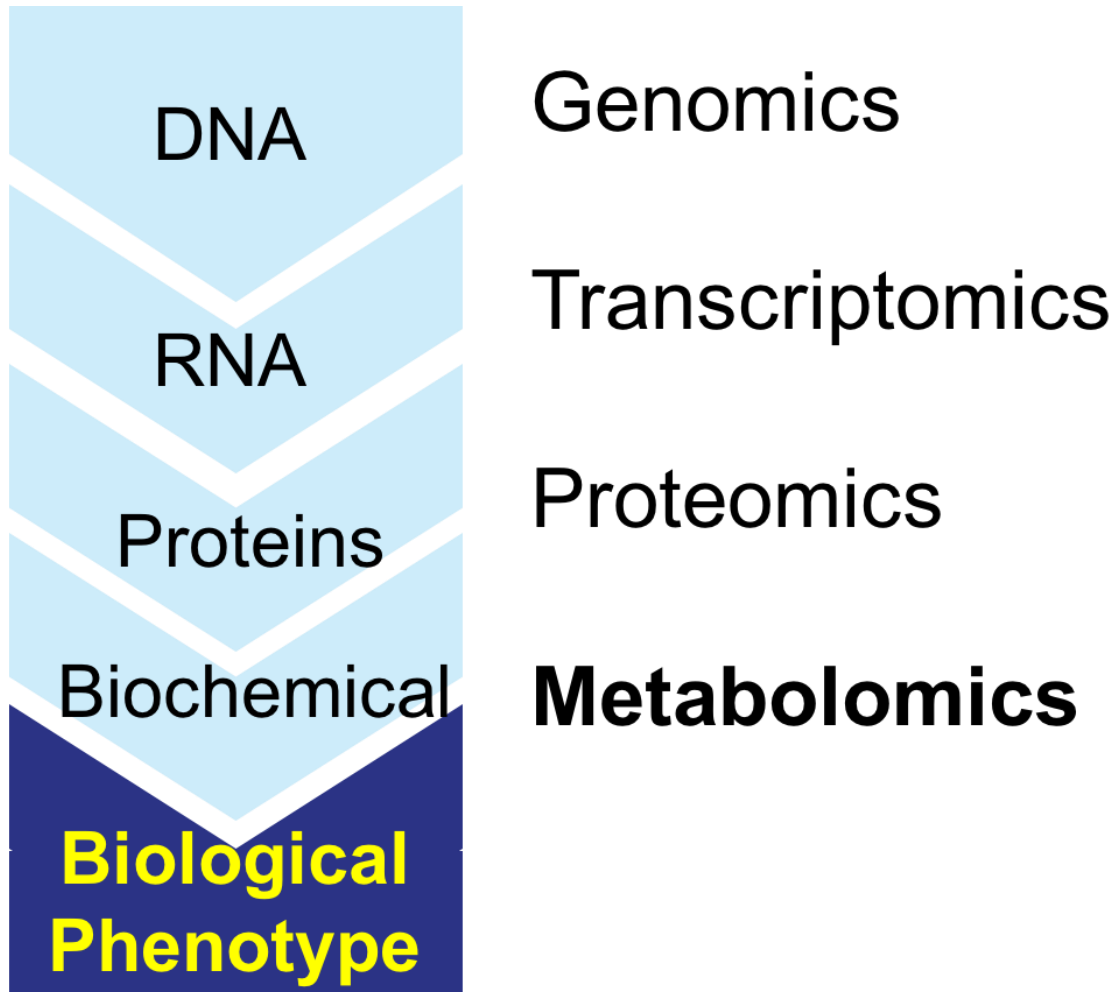 DNA
Genomics
RNA
Transcriptomics
Proteins
Proteomics
Biochemical
Metabolomics
Biological
Phenotype